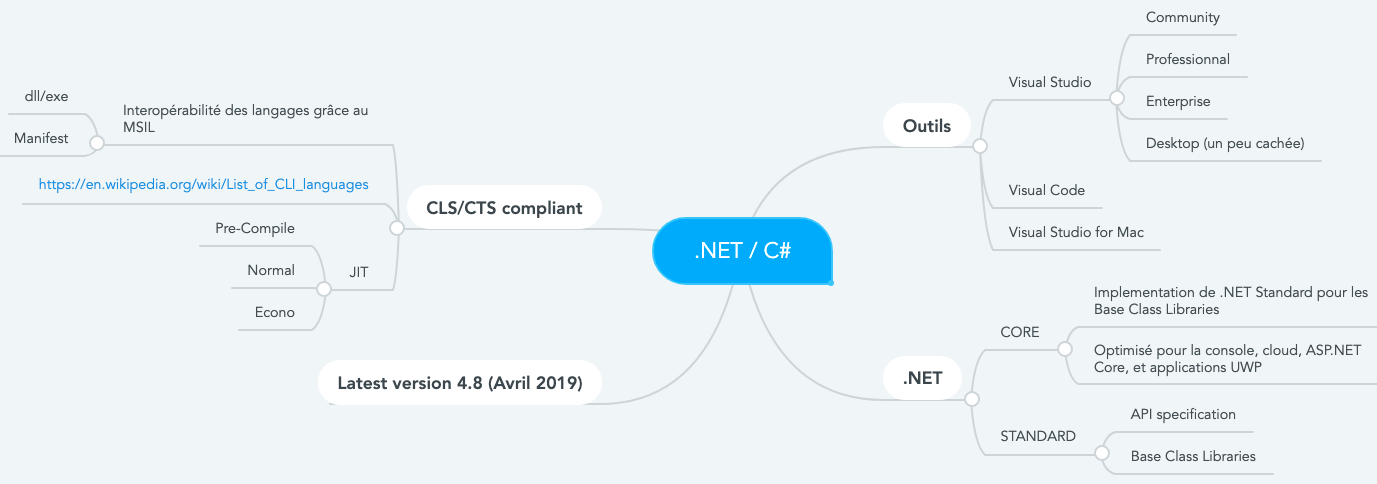 .NET / C#
Outils
Visual Studio
Community
Professionnal
Enterprise
Desktop (un peu cachée)
Visual Code
Visual Studio for Mac
.NET
CORE
Implementation de .NET Standard pour les
Base Class Libraries
Optimisé pour la console, cloud, ASP.NET
Core, et applications UWP
STANDARD
API specification
Base Class Libraries
CLS/CTS compliant
Interopérabilité des langages grâce au
MSIL
dll/exe
Manifest
https://en.wikipedia.org/wiki/List_of_CLI_languages
JIT
Pre-Compile
Normal
Econo
Latest version 4.8 (Avril 2019)